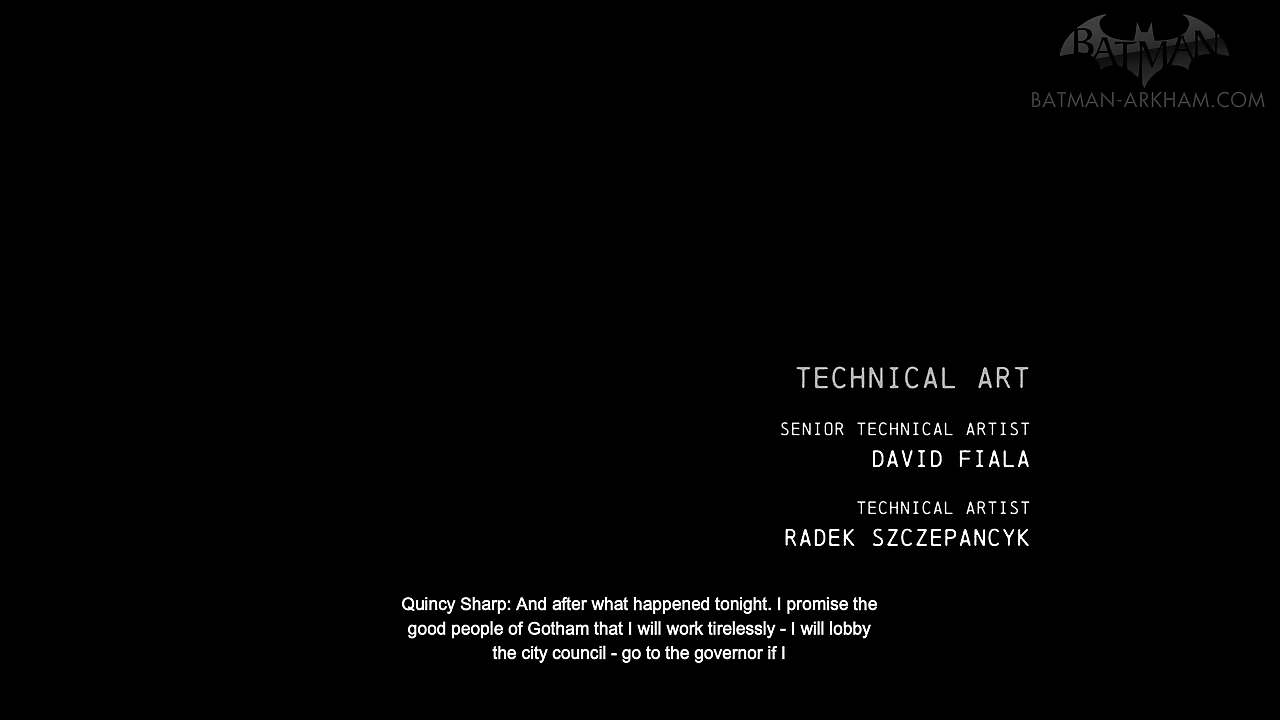 BATMAN
BATMAN-ARKHAM.COM
TECHNICAL ART
SENIOR TECHNICAL ARTIST
DAVID FIALA
TECHNICAL ARTIST
RADEK SZCZEPANCYK
Quincy Sharp: And after what happened tonight. I promise the
good people of Gotham that I will work tirelessly - I will lobby
the city council - go to the governor if I